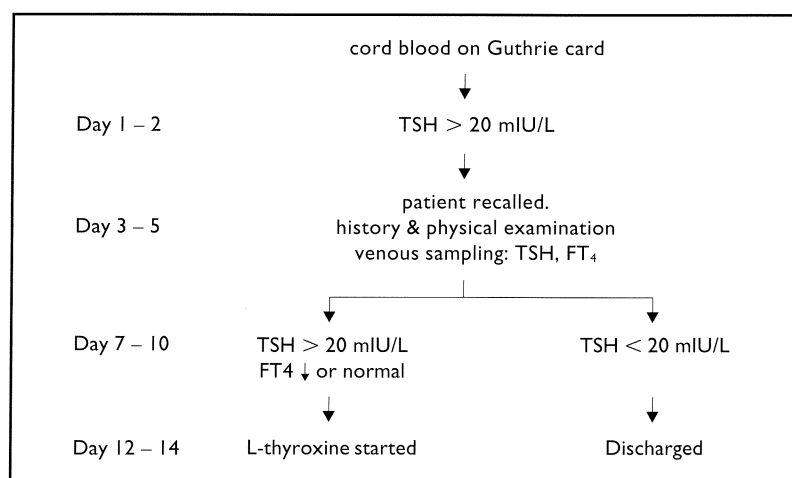 cord blood on Guthrie card
Day 1 – 2 TSH > 20 mIU/L
patient recalled.
Day 3 – 5 history & physical examination
venous sampling: TSH, FT₄
Day 7 – 10 TSH > 20 mIU/L TSH < 20 mIU/L
FT4 ↓ or normal
Day 12 – 14 L-thyroxine started Discharged